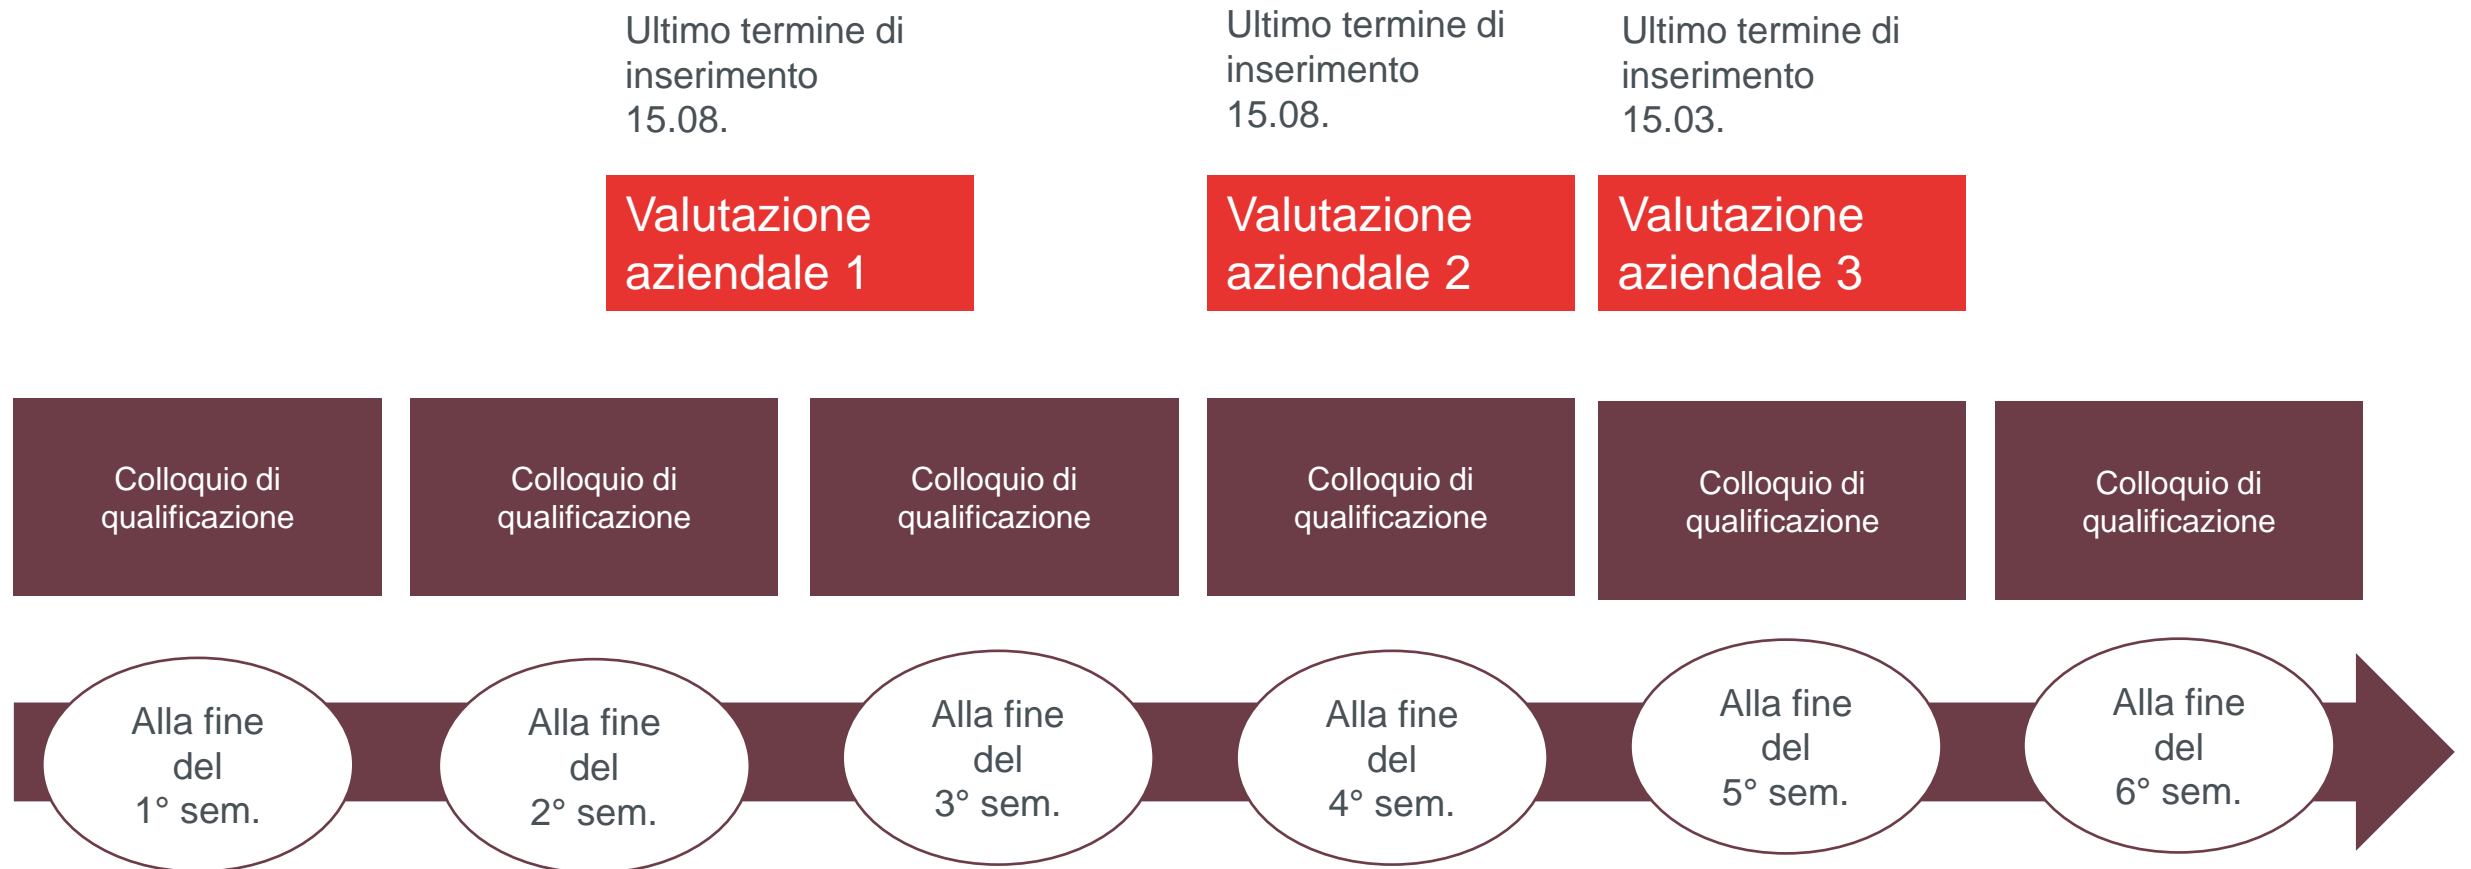 Ultimo termine di
inserimento
15.08.
Ultimo termine di
inserimento
15.08.
Ultimo termine di
inserimento
15.03.
Valutazione
aziendale 1
Valutazione
aziendale 2
Valutazione
aziendale 3
Colloquio di
qualificazione
Colloquio di
qualificazione
Colloquio di
qualificazione
Colloquio di
qualificazione
Colloquio di
qualificazione
Colloquio di
qualificazione
Alla fine
del
1° sem.
Alla fine
del
2° sem.
Alla fine
del
3° sem.
Alla fine
del
4° sem.
Alla fine
del
5° sem.
Alla fine
del
6° sem.